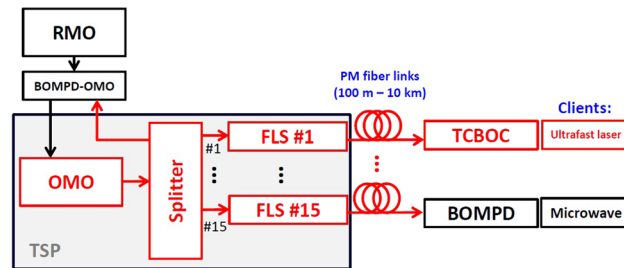 RMO
BOMPD-OMO
PM fiber links
(100 m – 10 km)
Clients:
OMO
Splitter
#1
FLS #1
TCBOC
Ultrafast laser
#15
FLS #15
BOMPD
Microwave
TSP